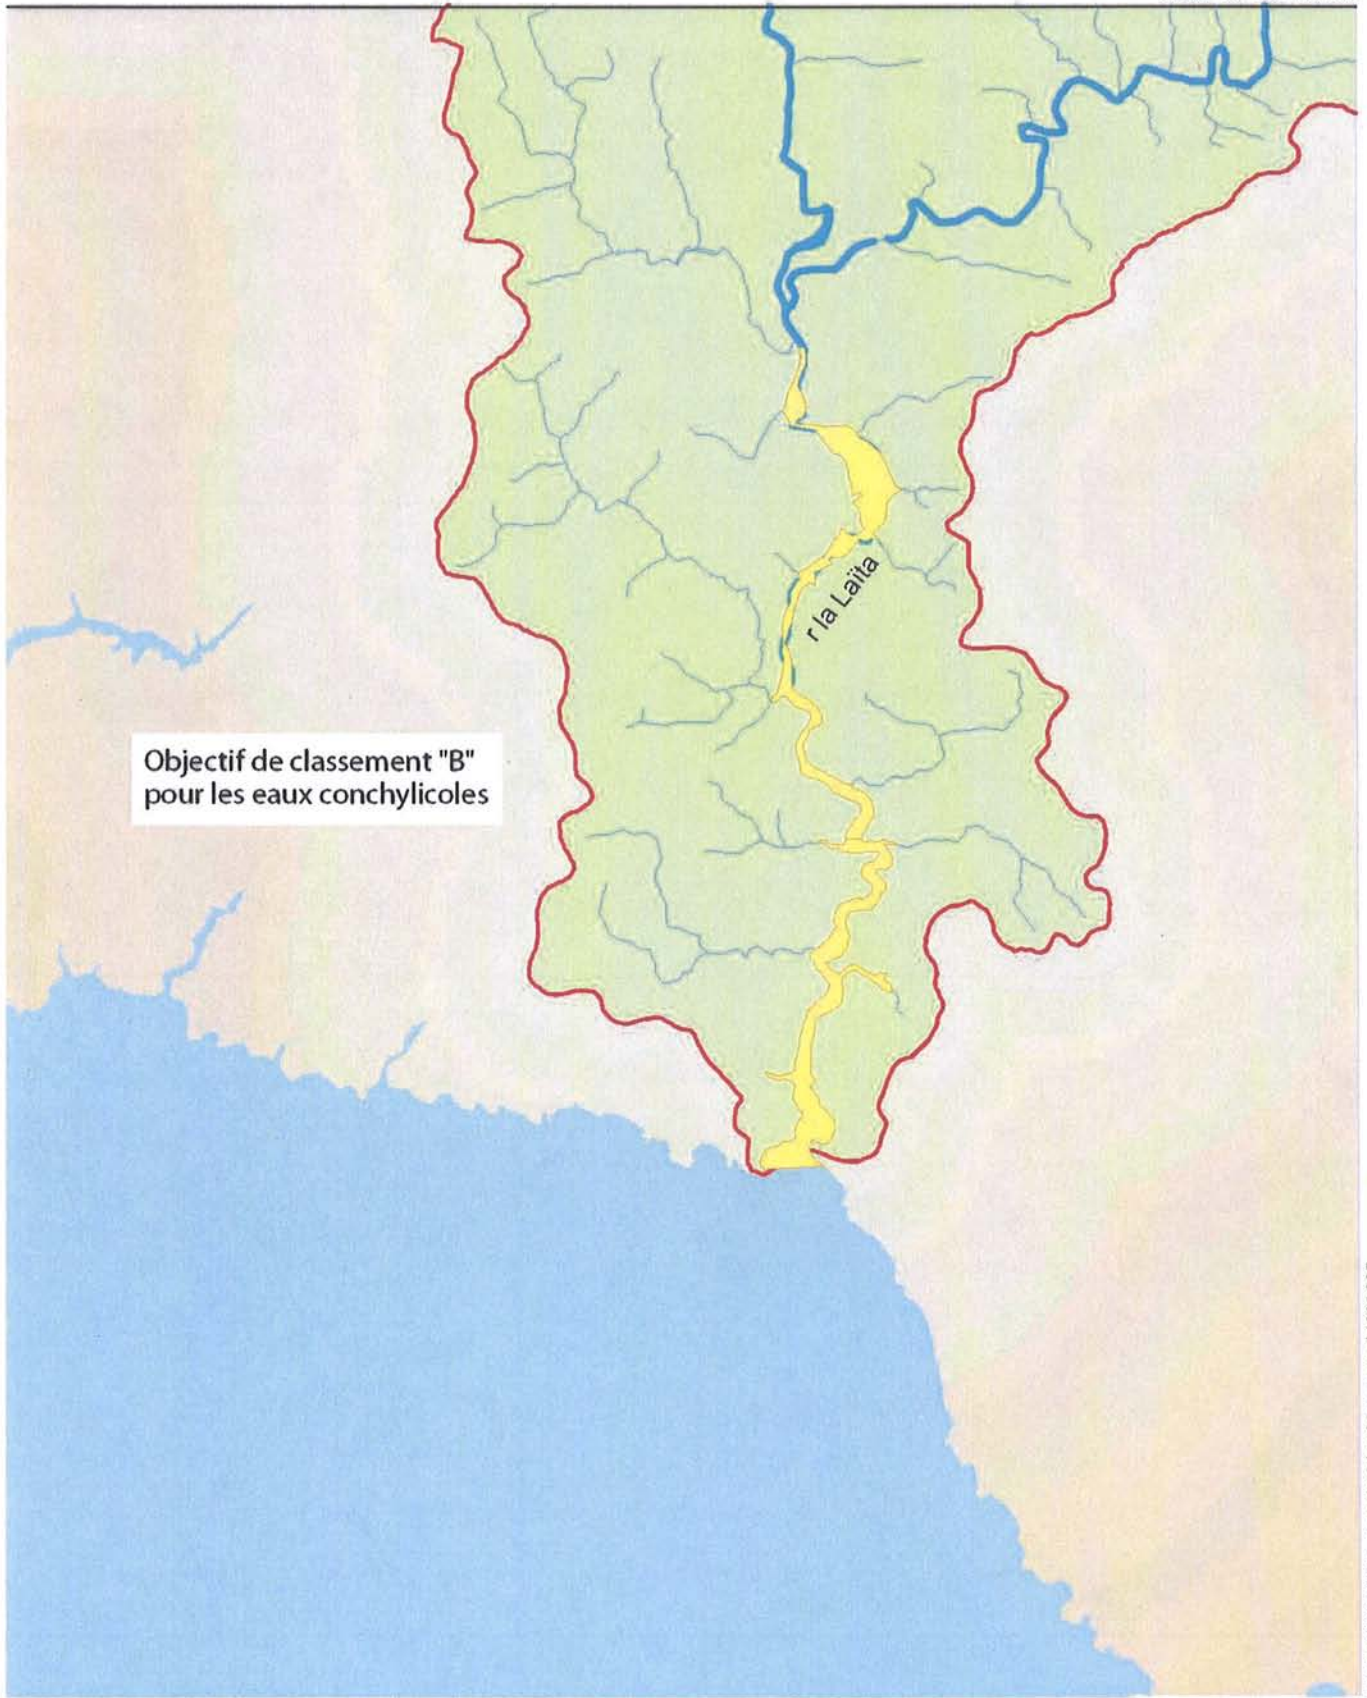 r la Laïta
Objectif de classement "B"
pour les eaux conchylicoles